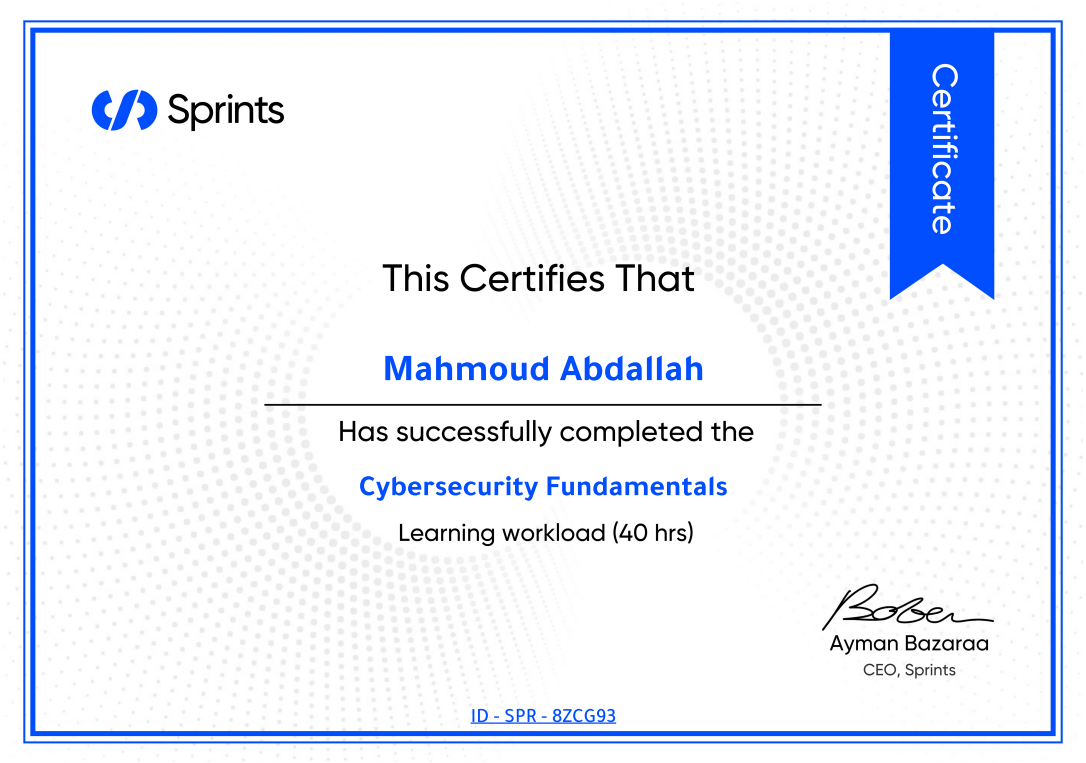 Sprints
Certificate
This Certifies That
Mahmoud Abdallah
Has successfully completed the
Cybersecurity Fundamentals
Learning workload (40 hrs)
Ayman Bazaraa
CEO, Sprints
ID - SPR - 8ZCG93